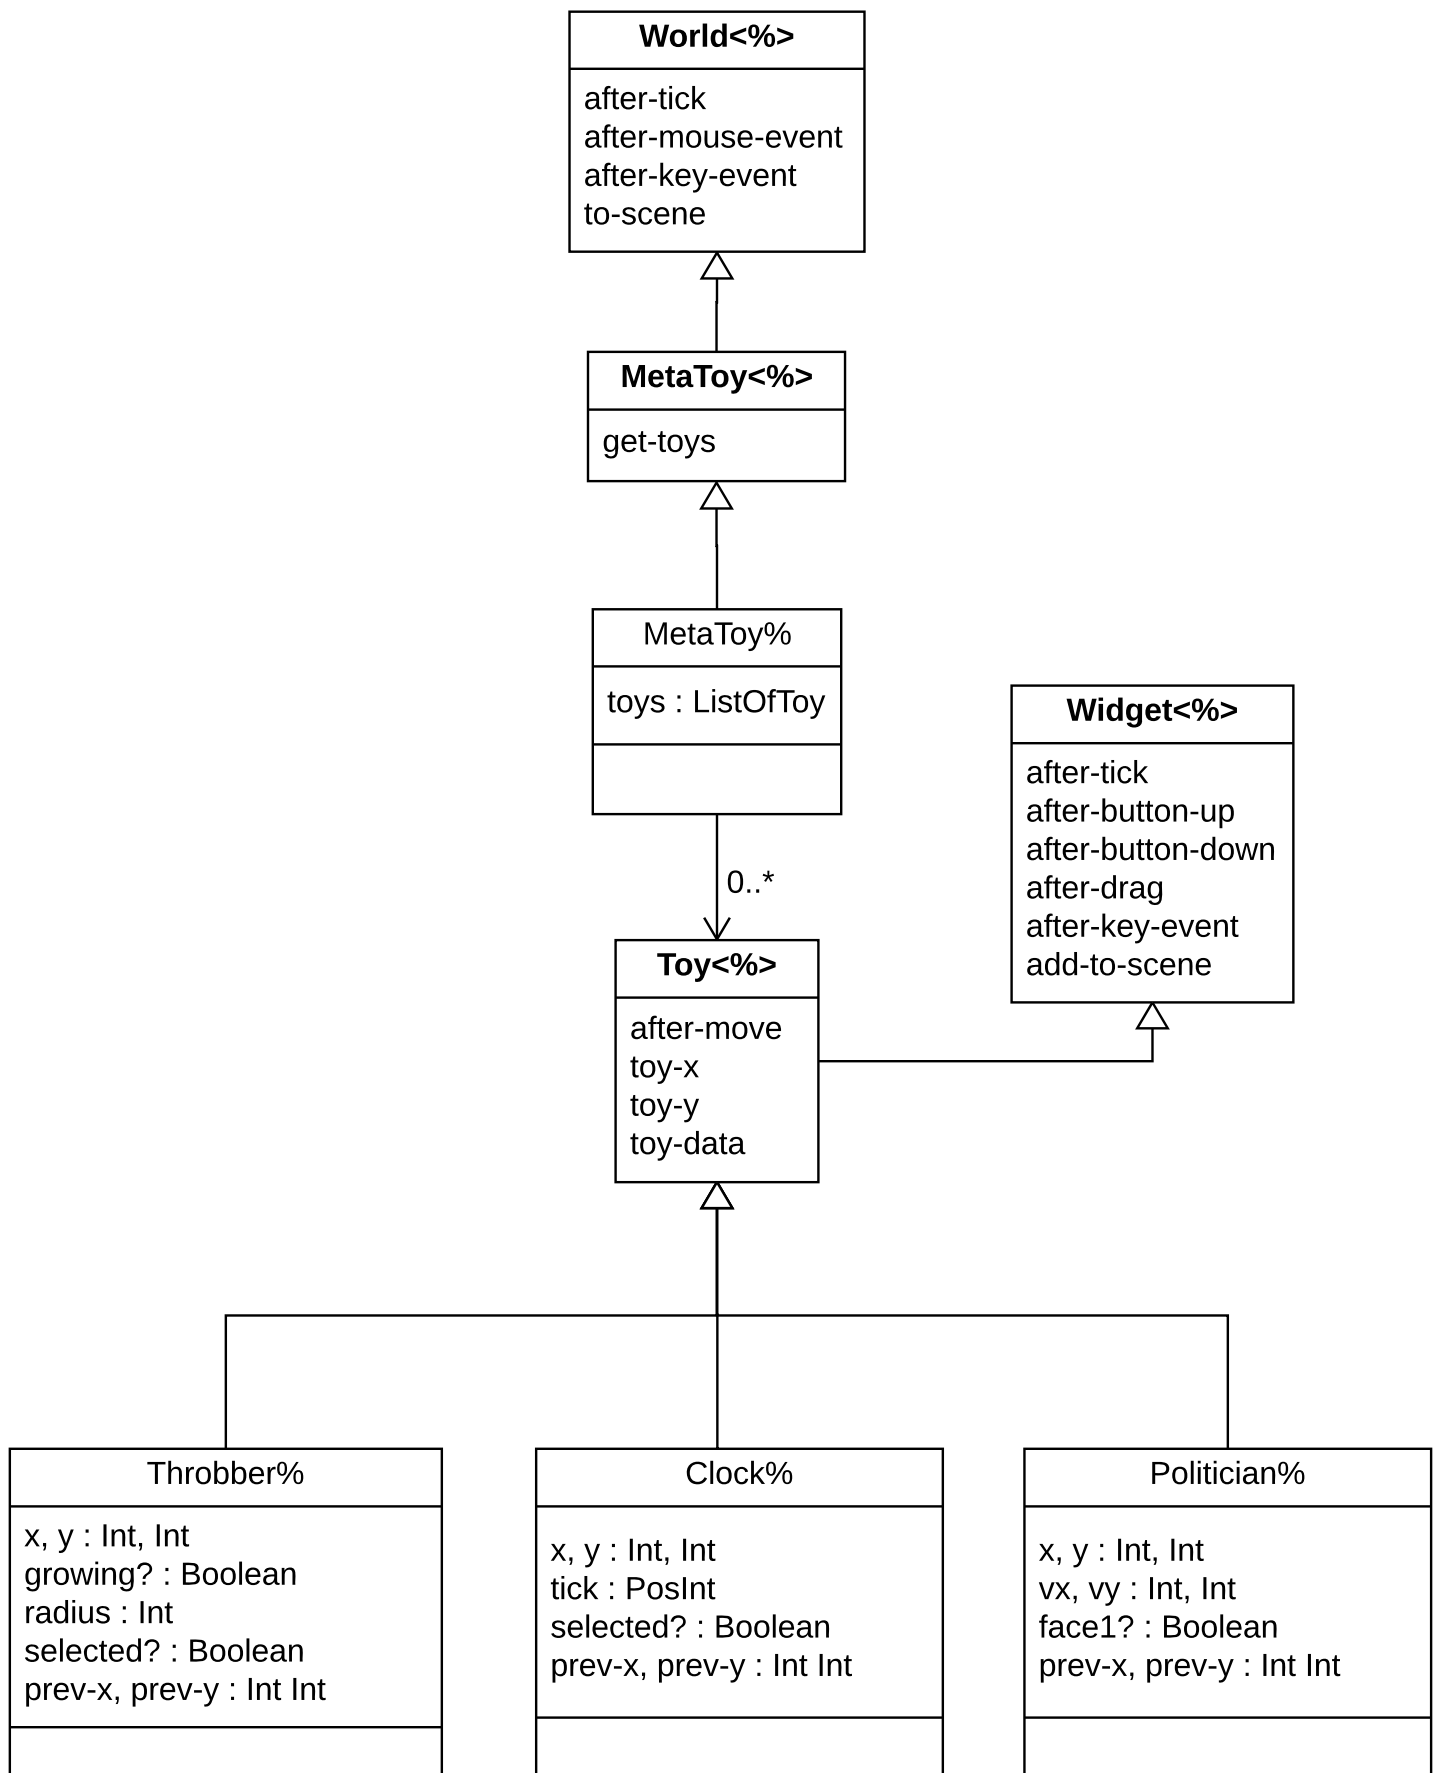 World<%>
after-tick
after-mouse-event
after-key-event
to-scene
MetaToy<%>
get-toys
MetaToy%
toys : ListOfToy
Widget<%>
after-tick
after-button-up
after-button-down
after-drag
after-key-event
add-to-scene
0..*
Toy<%>
after-move
toy-x
toy-y
toy-data
Throbber%
x, y : Int, Int
growing? : Boolean
radius : Int
selected? : Boolean
prev-x, prev-y : Int Int
Clock%
x, y : Int, Int
tick : PosInt
selected? : Boolean
prev-x, prev-y : Int Int
Politician%
x, y : Int, Int
vx, vy : Int, Int
face1? : Boolean
prev-x, prev-y : Int Int